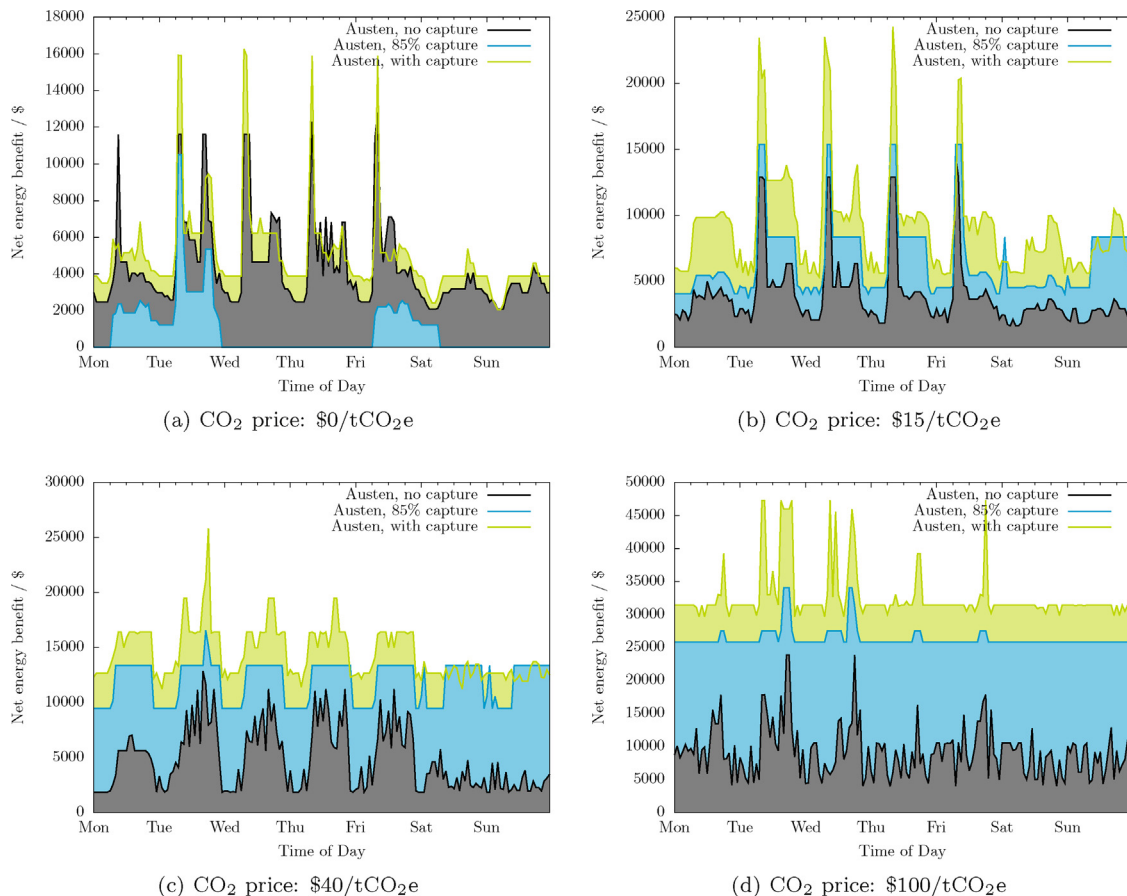 18000
16000
14000
12000
10000
8000
6000
4000
2000
0
Net energy benefit / $
Austen, no capture
Austen, 85% capture
Austen, with capture
Mon Tue Wed Thu Fri Sat Sun
Time of Day
(a) CO₂ price: $0/tCO₂e
25000
20000
15000
10000
5000
0
Net energy benefit / $
Austen, no capture
Austen, 85% capture
Austen, with capture
Mon Tue Wed Thu Fri Sat Sun
Time of Day
(b) CO₂ price: $15/tCO₂e
30000
25000
20000
15000
10000
5000
0
Net energy benefit / $
Austen, no capture
Austen, 85% capture
Austen, with capture
Mon Tue Wed Thu Fri Sat Sun
Time of Day
(c) CO₂ price: $40/tCO₂e
50000
45000
40000
35000
30000
25000
20000
15000
10000
5000
0
Net energy benefit / $
Austen, no capture
Austen, 85% capture
Austen, with capture
Mon Tue Wed Thu Fri Sat Sun
Time of Day
(d) CO₂ price: $100/tCO₂e